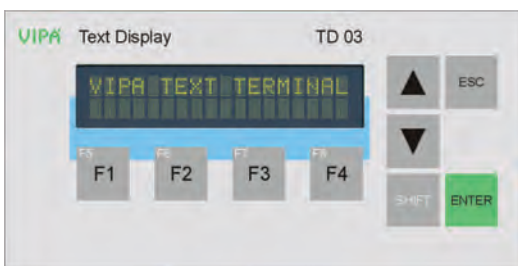 VIPA Text Display TD 03
VIPA TEXT TERMINAL
ESC
F5 F6 F7 F8
F1 F2 F3 F4
SHIFT ENTER